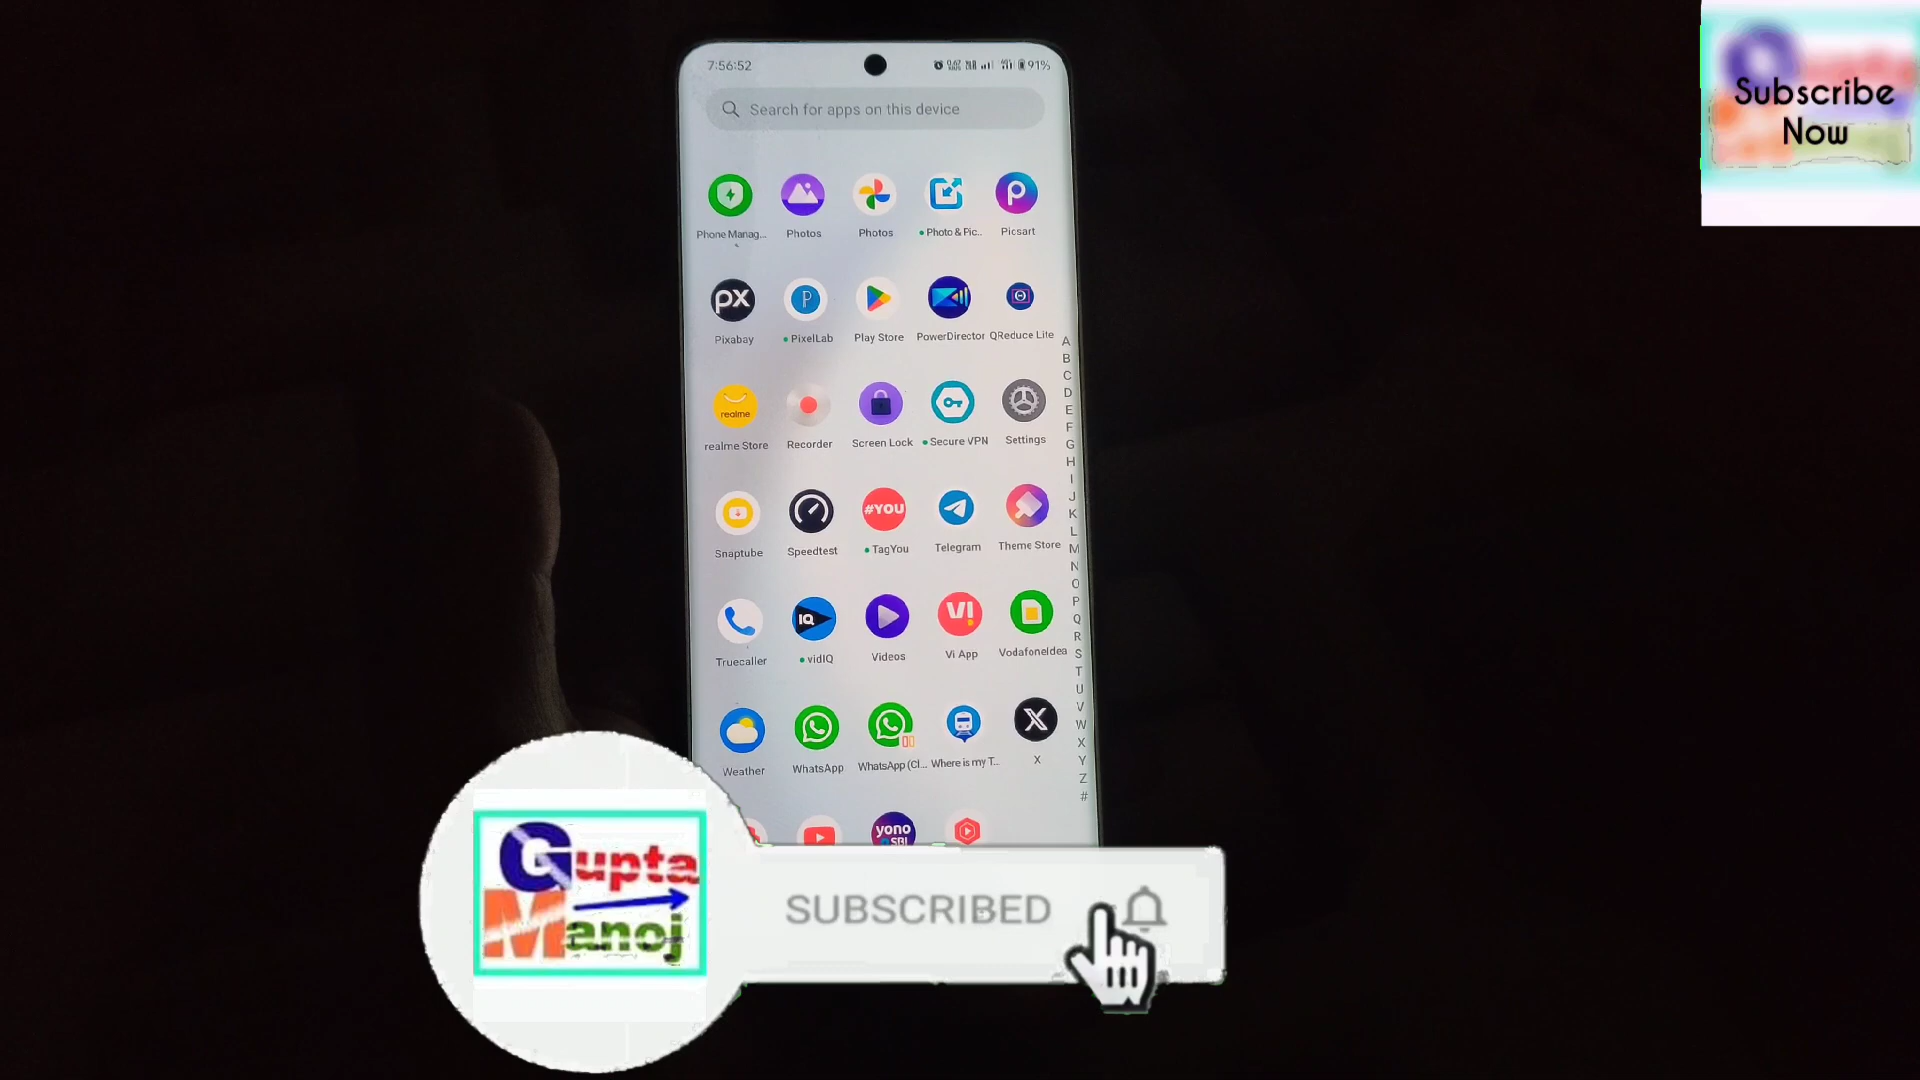 7:56:52
91%
Search for apps on this device
Subscribe
Now
Phone Manag...
Photos
Photos
Photo & Pic..
Picsart
px
P
Pixabay
PixelLab
Play Store
PowerDirector
QReduce Lite
realme
realme Store
Recorder
Screen Lock
Secure VPN
Settings
#YOU
Snaptube
Speedtest
TagYou
Telegram
Theme Store
IQ
VI!
Truecaller
vidIQ
Videos
Vi App
VodafoneIdea
X
Weather
WhatsApp
WhatsApp (Cl...
Where is my T...
X
A
B
C
D
E
F
G
H
I
J
K
L
M
N
O
P
Q
R
S
T
U
V
W
X
Y
Z
#
yono
SBI
Gupta
Manoj
SUBSCRIBED